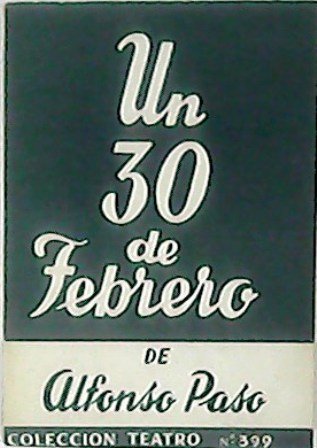 Un
30
de
Febrero
DE
Alfonso Paso
COLECCION TEATRO Nº 399